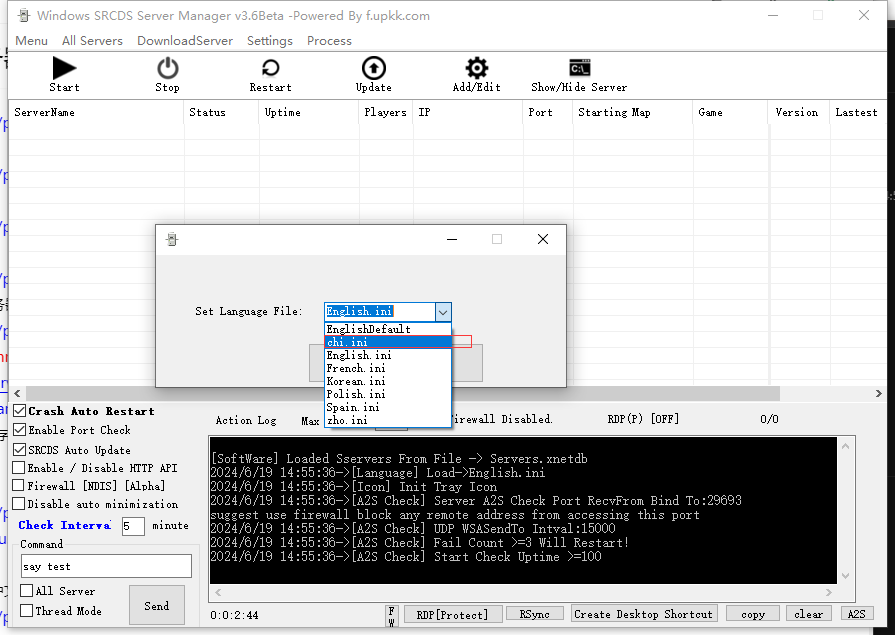 Windows SRCDS Server Manager v3.6Beta -Powered By f.upkk.com
Menu All Servers DownloadServer Settings Process
Start Stop Restart Update Add/Edit Show/Hide Server
ServerName Status Uptime Players IP Port Starting Map Game Version Lastest
Set Language File: English.ini
EnglishDefault
chi.ini
English.ini
French.ini
Korean.ini
Polish.ini
Spain.ini
zho.ini
Crash Auto Restart
Enable Port Check
SRCDS Auto Update
Enable / Disable HTTP API
Firewall [NDIS] [Alpha]
Disable auto minimization
Check Interval 5 minute
Command
say test
All Server
Thread Mode
Send
Action Log Max Firewall Disabled. RDP(P) [OFF] 0/0
[SoftWare] Loaded Sservers From File -> Servers.xnetdb
2024/6/19 14:55:36->[Language] Load->English.ini
2024/6/19 14:55:36->[Icon] Init Tray Icon
2024/6/19 14:55:36->[A2S Check] Server A2S Check Port RecvFrom Bind To:29693
suggest use firewall block any remote address from accessing this port
2024/6/19 14:55:36->[A2S Check] UDP WSASendTo Intval:15000
2024/6/19 14:55:36->[A2S Check] Fail Count >=3 Will Restart!
2024/6/19 14:55:36->[A2S Check] Start Check Uptime >=100
0:0:2:44 FW RDP[Protect] RSync Create Desktop Shortcut copy clear A2S